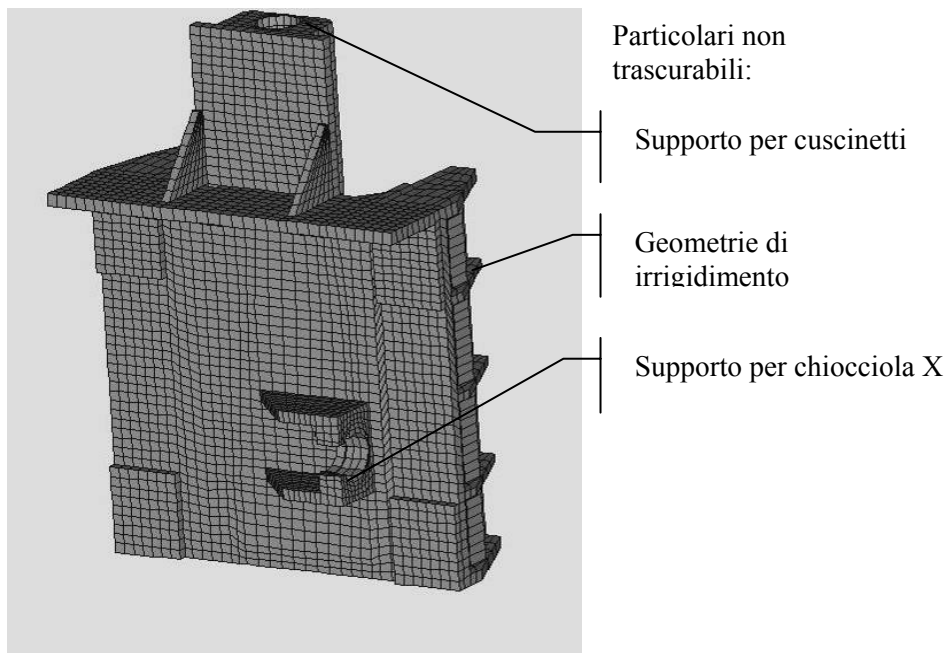 Particolari non
trascurabili:
Supporto per cuscinetti
Geometrie di
irrigidimento
Supporto per chiocciola X